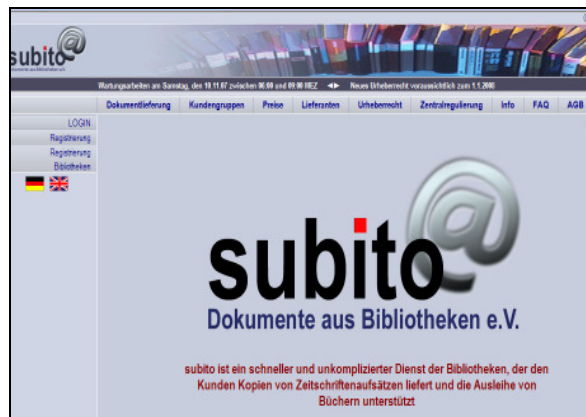 subito@
Dokumente aus Bibliotheken e.V.
Wartungsarbeiten am Samstag, den 10.11.07 zwischen 06:00 und 09:00 MEZ ◄► Neues Urheberrecht voraussichtlich zum 1.1.2008
Dokumentlieferung Kundengruppen Preise Lieferanten Urheberrecht Zentralregulierung Info FAQ AGB
LOGIN
Registrierung
Registrierung
Bibliotheken
subito@
Dokumente aus Bibliotheken e.V.
subito ist ein schneller und unkomplizierter Dienst der Bibliotheken, der den
Kunden Kopien von Zeitschriftenaufsätzen liefert und die Ausleihe von
Büchern unterstützt